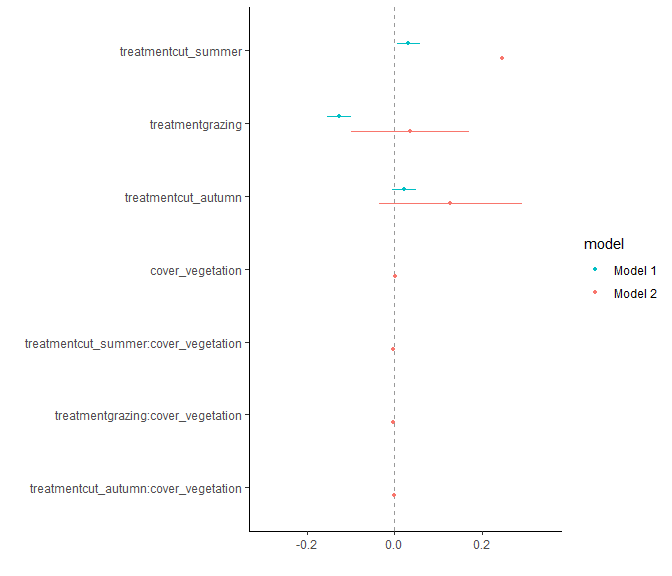 treatmentcut_summer
treatmentgrazing
treatmentcut_autumn
cover_vegetation
treatmentcut_summer:cover_vegetation
treatmentgrazing:cover_vegetation
treatmentcut_autumn:cover_vegetation
-0.2 0.0 0.2
model
Model 1
Model 2